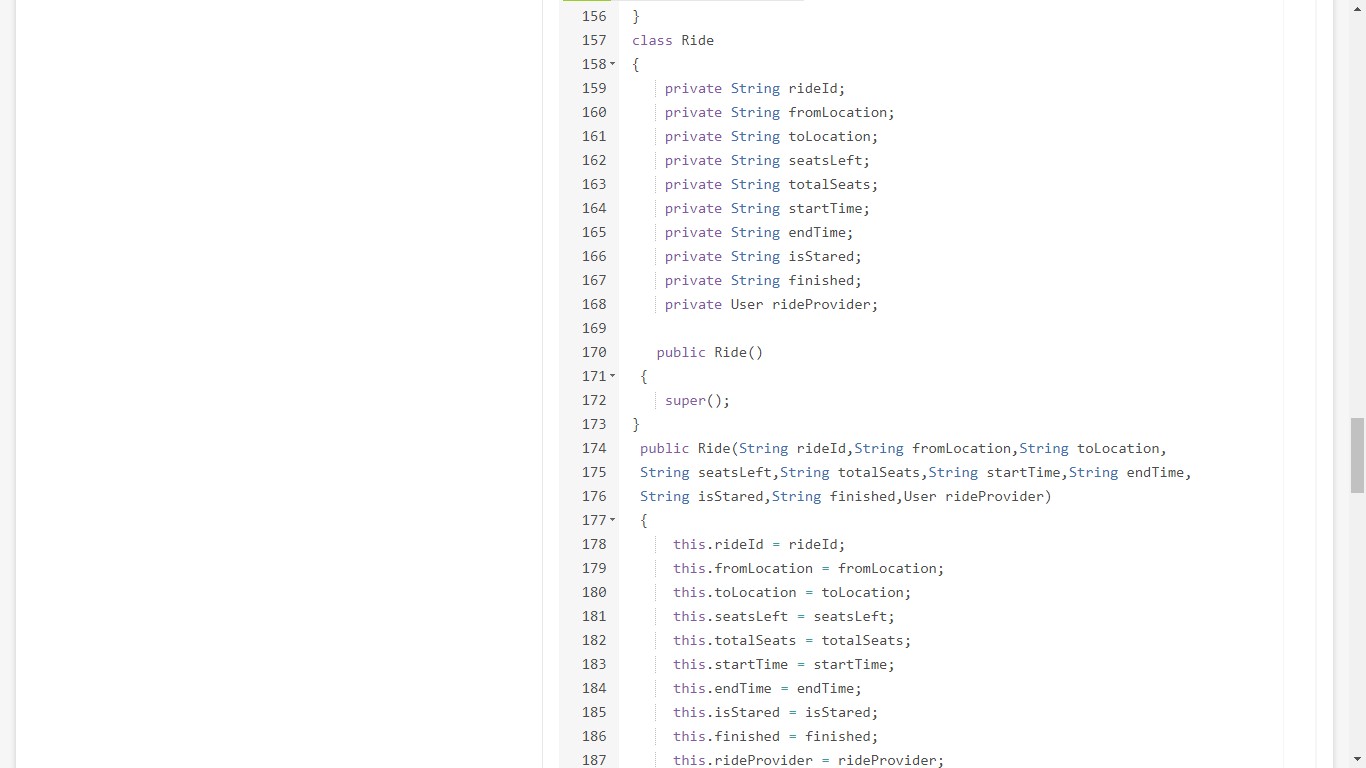 156 }
157 class Ride
158 {
159 private String rideId;
160 private String fromLocation;
161 private String toLocation;
162 private String seatsLeft;
163 private String totalSeats;
164 private String startTime;
165 private String endTime;
166 private String isStared;
167 private String finished;
168 private User rideProvider;
169
170 public Ride()
171 {
172 super();
173 }
174 public Ride(String rideId,String fromLocation,String toLocation,
175 String seatsLeft,String totalSeats,String startTime,String endTime,
176 String isStared,String finished,User rideProvider)
177 {
178 this.rideId = rideId;
179 this.fromLocation = fromLocation;
180 this.toLocation = toLocation;
181 this.seatsLeft = seatsLeft;
182 this.totalSeats = totalSeats;
183 this.startTime = startTime;
184 this.endTime = endTime;
185 this.isStared = isStared;
186 this.finished = finished;
187 this.rideProvider = rideProvider;